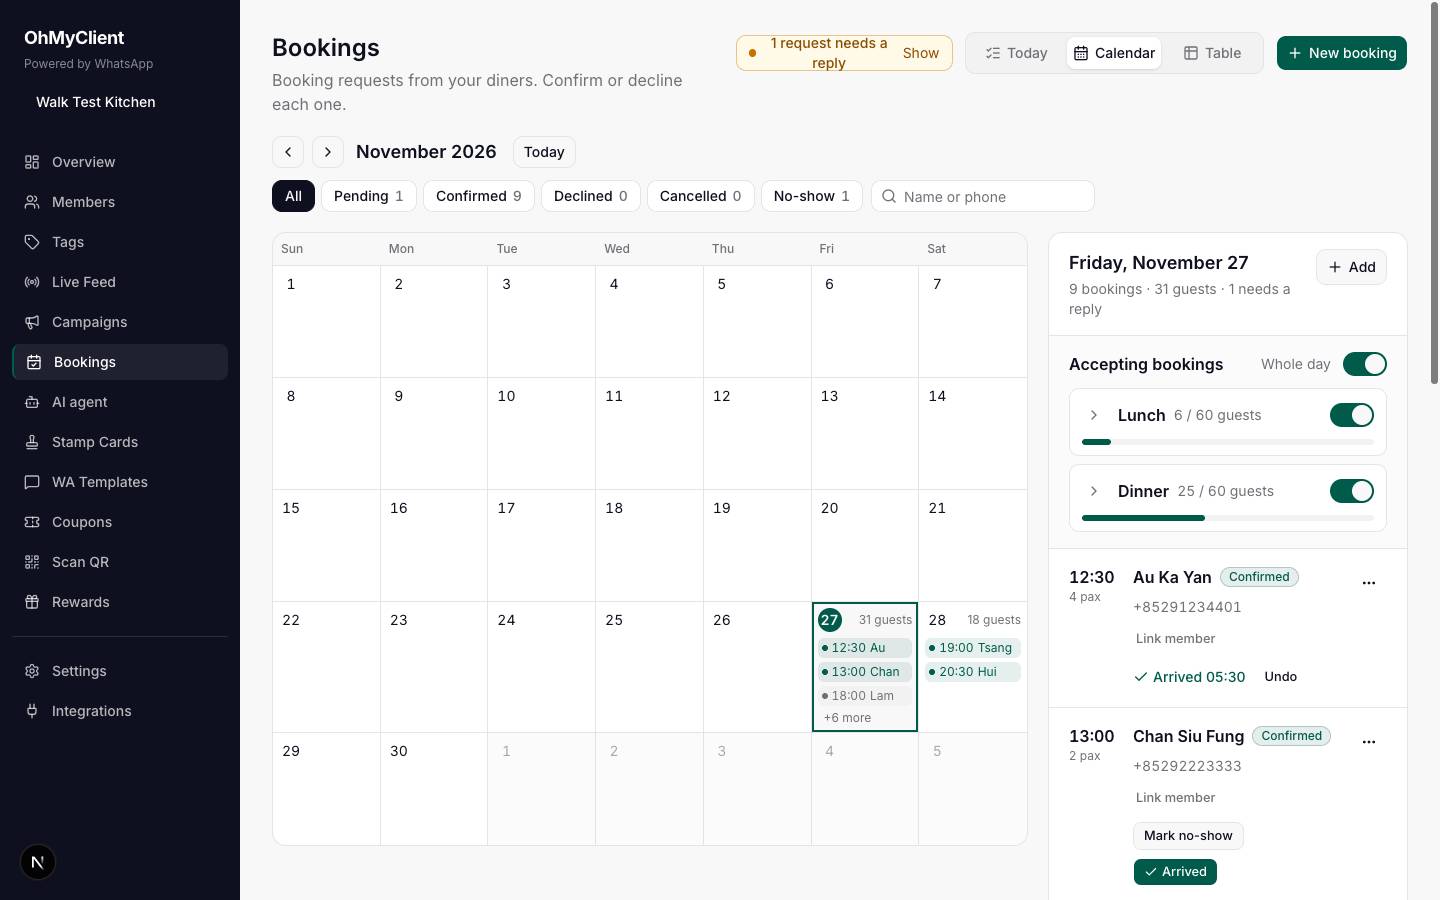 OhMyClient
Powered by WhatsApp
Walk Test Kitchen
Overview
Members
Tags
Live Feed
Campaigns
Bookings
AI agent
Stamp Cards
WA Templates
Coupons
Scan QR
Rewards
Settings
Integrations
N
Bookings
Booking requests from your diners. Confirm or decline
each one.
1 request needs a
reply
Show
Today
Calendar
Table
+ New booking
November 2026
Today
All
Pending 1
Confirmed 9
Declined 0
Cancelled 0
No-show 1
Name or phone
Sun Mon Tue Wed Thu Fri Sat
1 2 3 4 5 6 7
8 9 10 11 12 13 14
15 16 17 18 19 20 21
22 23 24 25 26
27 31 guests
12:30 Au
13:00 Chan
18:00 Lam
+6 more
28 18 guests
19:00 Tsang
20:30 Hui
29 30 1 2 3 4 5
Friday, November 27
+ Add
9 bookings · 31 guests · 1 needs a
reply
Accepting bookings
Whole day
Lunch 6 / 60 guests
Dinner 25 / 60 guests
12:30 Au Ka Yan Confirmed ...
4 pax
+85291234401
Link member
✓ Arrived 05:30 Undo
13:00 Chan Siu Fung Confirmed ...
2 pax
+85292223333
Link member
Mark no-show
✓ Arrived